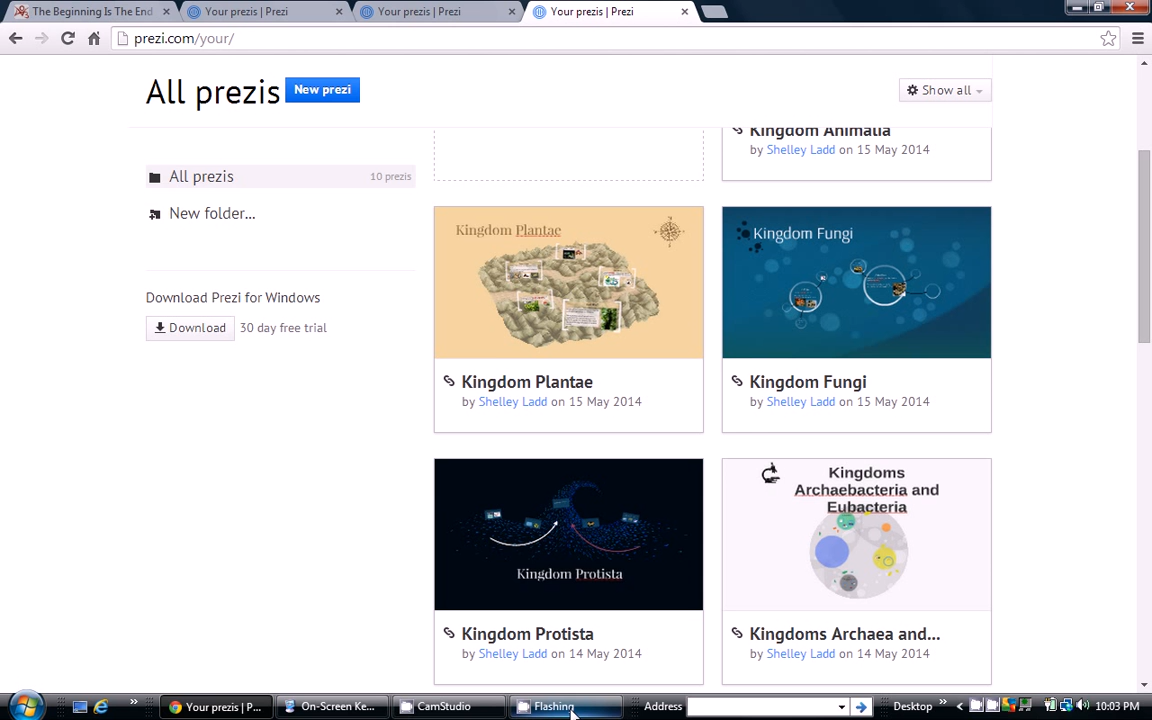 The Beginning Is The End
Your prezis | Prezi
Your prezis | Prezi
Your prezis | Prezi
prezi.com/your/
All prezis
New prezi
Show all
Kingdom Animalia
by Shelley Ladd on 15 May 2014
All prezis
10 prezis
New folder...
Download Prezi for Windows
Download
30 day free trial
Kingdom Plantae
Kingdom Fungi
Kingdom Plantae
by Shelley Ladd on 15 May 2014
Kingdom Fungi
by Shelley Ladd on 15 May 2014
Kingdom Protista
Kingdoms
Archaebacteria and
Eubacteria
Kingdom Protista
by Shelley Ladd on 14 May 2014
Kingdoms Archaea and...
by Shelley Ladd on 14 May 2014
Your prezis | P...
On-Screen Ke...
CamStudio
Flashing
Address
Desktop
10:03 PM